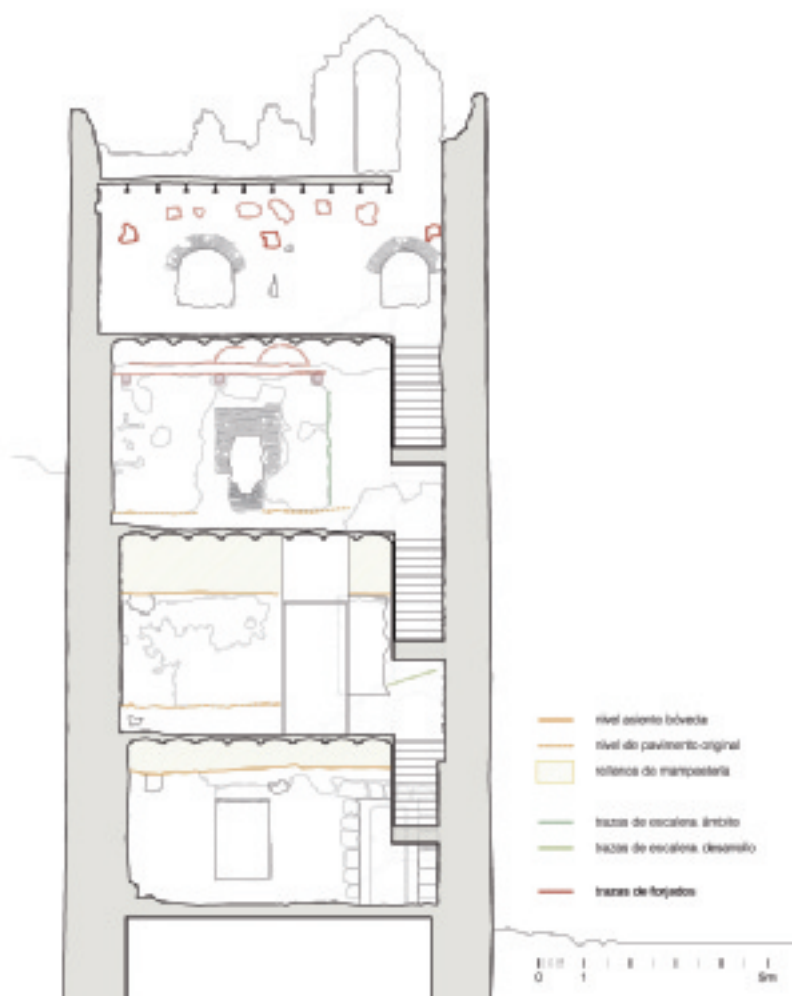 nivel asiento bóveda
nivel de pavimento original
rellenos de mampostería
trazas de escalera. ámbito
trazas de escalera. desarrollo
trazas de forjados
0 1 5m